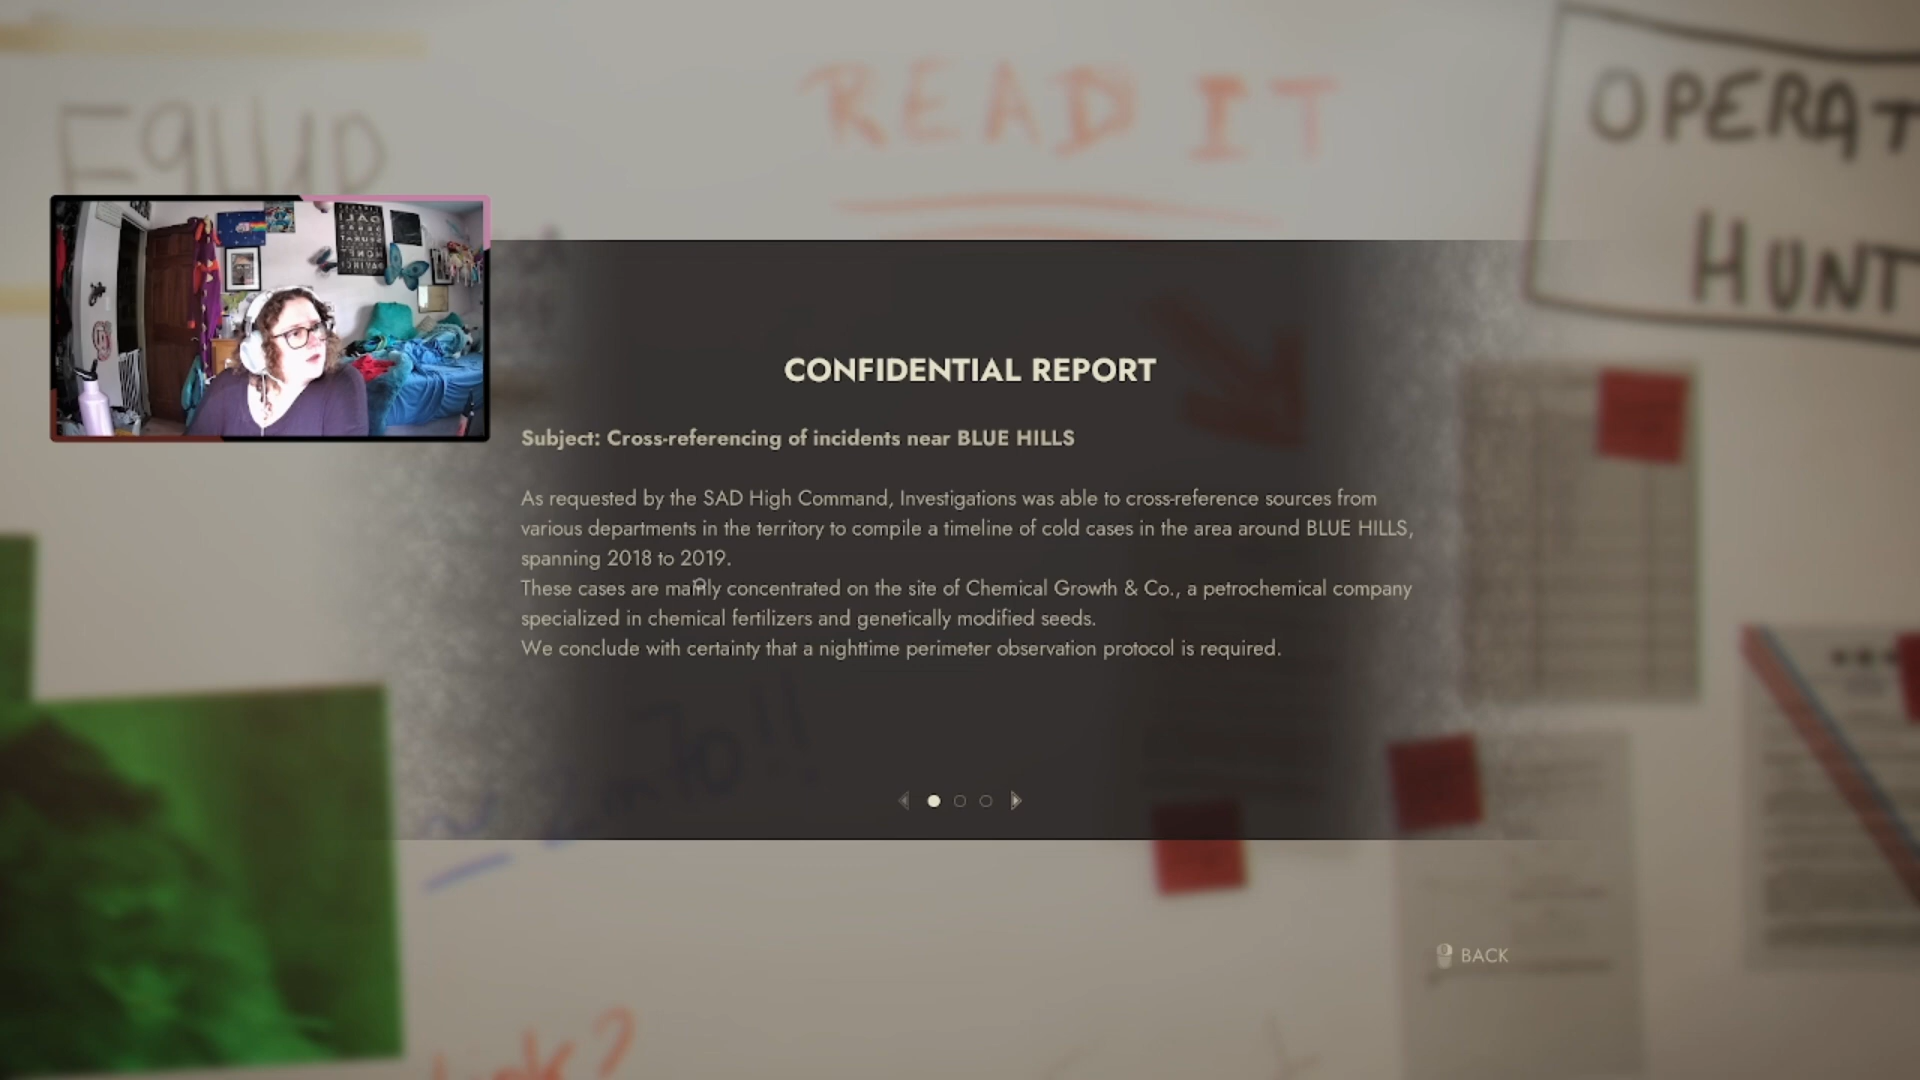 EQUIP
READ IT
OPERAT
HUNT
CONFIDENTIAL REPORT
Subject: Cross-referencing of incidents near BLUE HILLS
As requested by the SAD High Command, Investigations was able to cross-reference sources from
various departments in the territory to compile a timeline of cold cases in the area around BLUE HILLS,
spanning 2018 to 2019.
These cases are mainly concentrated on the site of Chemical Growth & Co., a petrochemical company
specialized in chemical fertilizers and genetically modified seeds.
We conclude with certainty that a nighttime perimeter observation protocol is required.
BACK